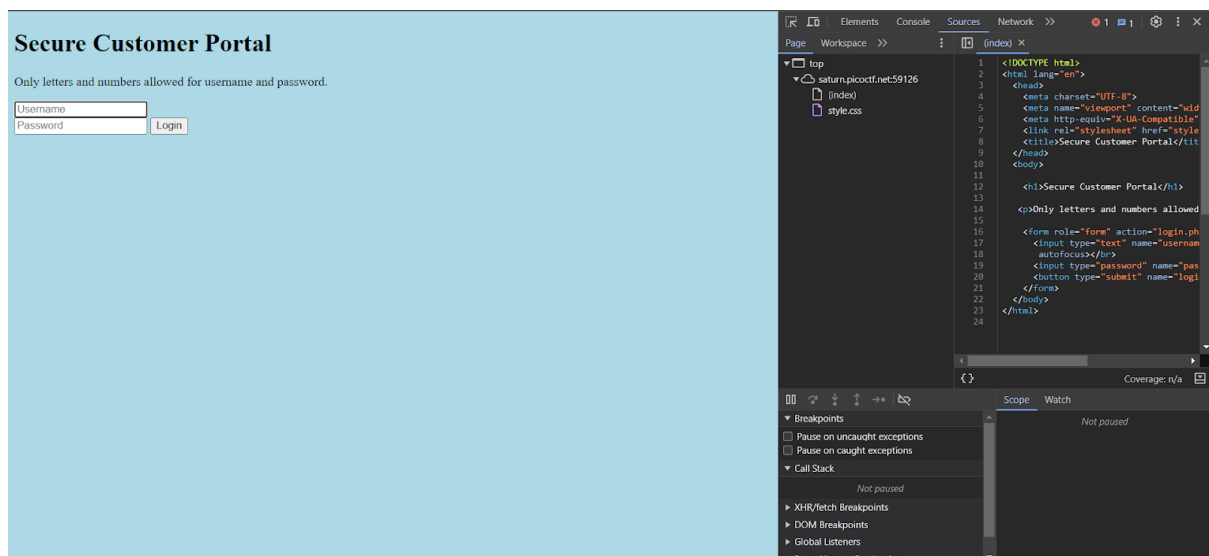 Secure Customer Portal
Only letters and numbers allowed for username and password.
Username
Password Login
Elements Console Sources Network 1 1
Page Workspace (index)
top
saturn.picoctf.net:59126
(index)
style.css
1 <!DOCTYPE html>
2 <html lang="en">
3 <head>
4 <meta charset="UTF-8">
5 <meta name="viewport" content="wid
6 <meta http-equiv="X-UA-Compatible"
7 <link rel="stylesheet" href="style
8 <title>Secure Customer Portal</tit
9 </head>
10 <body>
11
12 <h1>Secure Customer Portal</h1>
13
14 <p>Only letters and numbers allowed
15
16 <form role="form" action="login.ph
17 <input type="text" name="usernam
18 autofocus></br>
19 <input type="password" name="pas
20 <button type="submit" name="logi
21 </form>
22 </body>
23 </html>
24
{} Coverage: n/a
Scope Watch
Breakpoints
Not paused
Pause on uncaught exceptions
Pause on caught exceptions
Call Stack
Not paused
XHR/fetch Breakpoints
DOM Breakpoints
Global Listeners